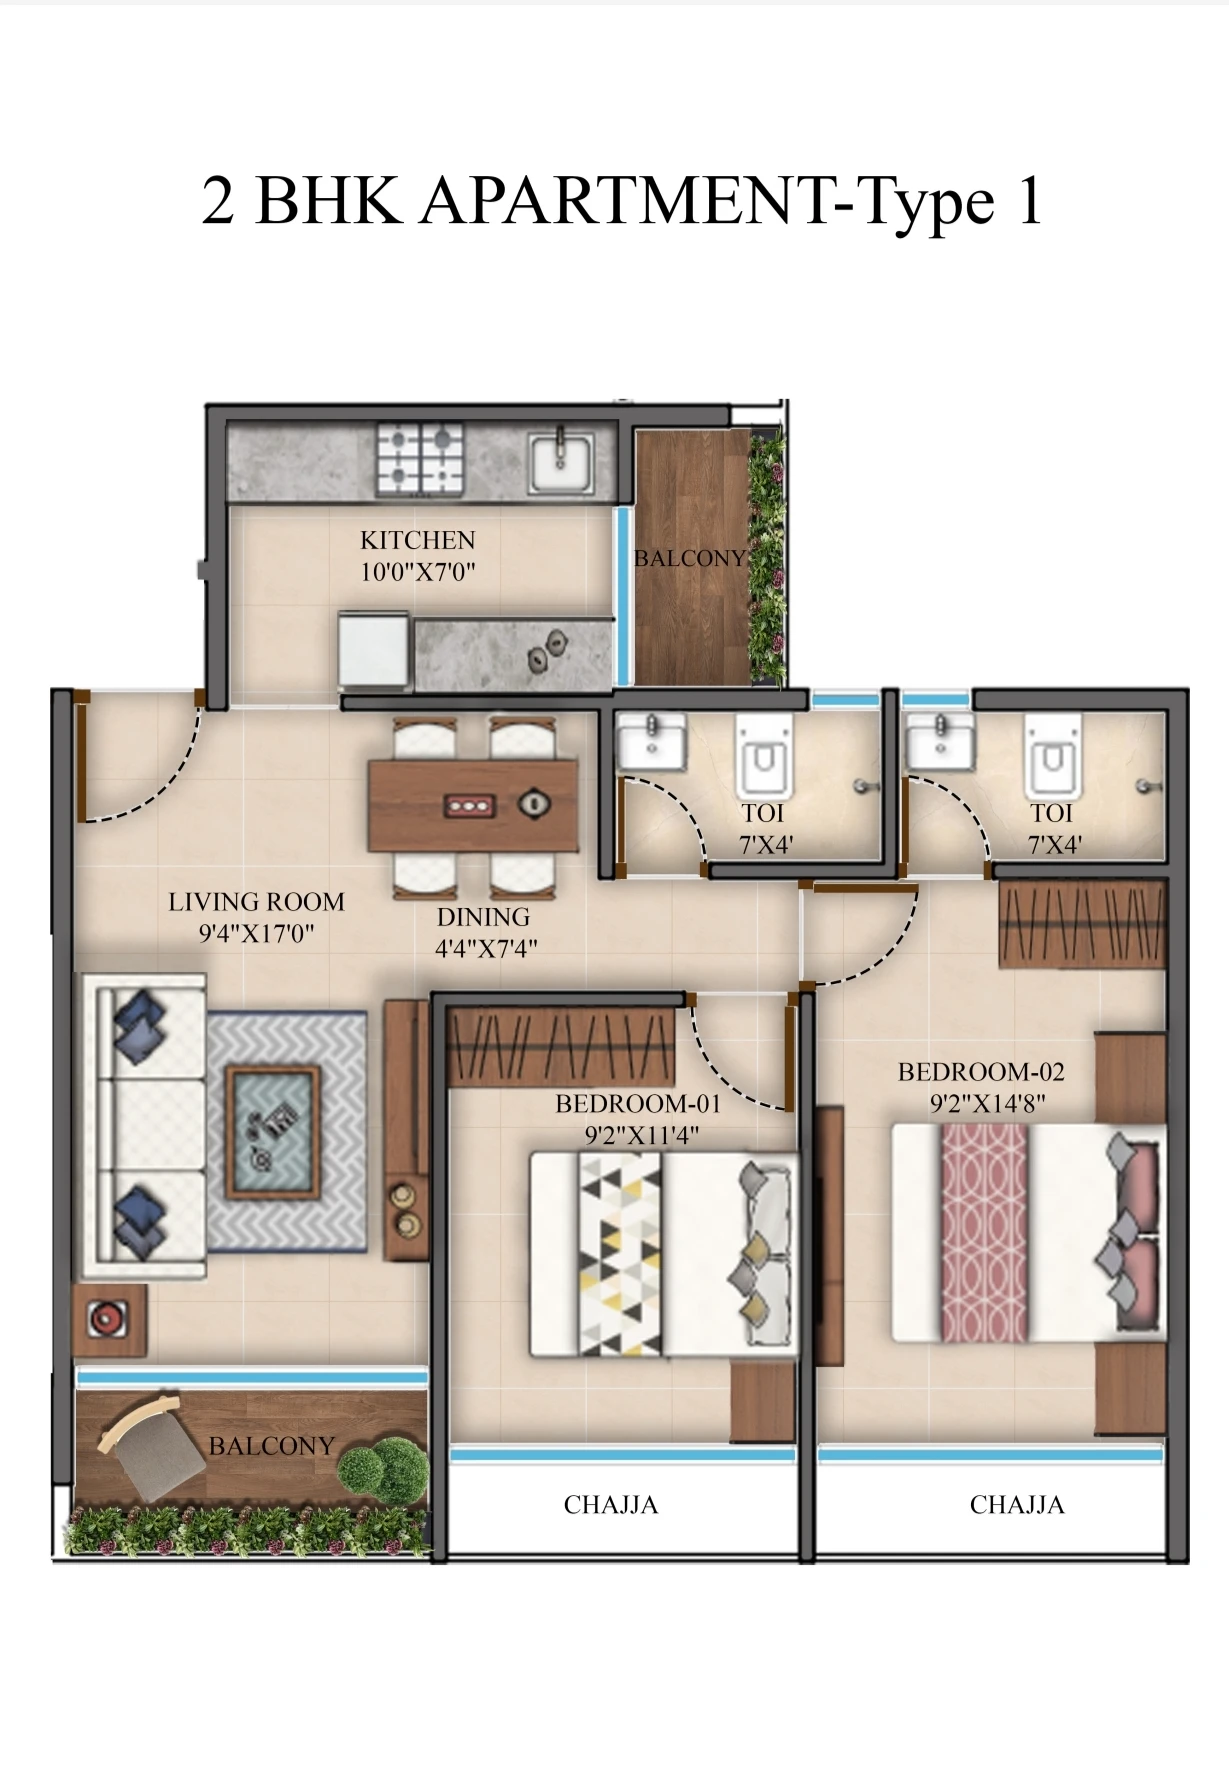 2 BHK APARTMENT-Type 1
KITCHEN
10'0"X7'0"
BALCONY
TOI
7'X4'
TOI
7'X4'
LIVING ROOM
9'4"X17'0"
DINING
4'4"X7'4"
BEDROOM-02
9'2"X14'8"
BEDROOM-01
9'2"X11'4"
BALCONY
CHAJJA
CHAJJA